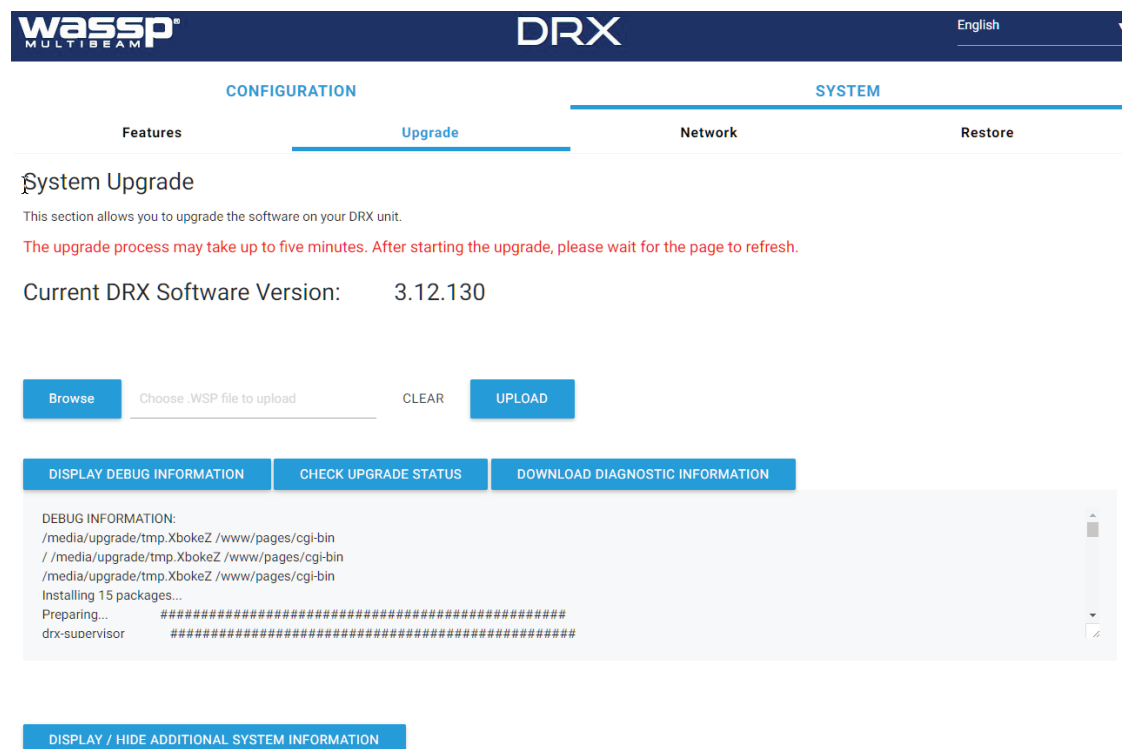 wassp®
MULTIBEAM
DRX
English
CONFIGURATION SYSTEM
Features Upgrade Network Restore
System Upgrade
This section allows you to upgrade the software on your DRX unit.
The upgrade process may take up to five minutes. After starting the upgrade, please wait for the page to refresh.
Current DRX Software Version: 3.12.130
Browse Choose .WSP file to upload CLEAR UPLOAD
DISPLAY DEBUG INFORMATION CHECK UPGRADE STATUS DOWNLOAD DIAGNOSTIC INFORMATION
DEBUG INFORMATION:
/media/upgrade/tmp.XbokeZ /www/pages/cgi-bin
/ /media/upgrade/tmp.XbokeZ /www/pages/cgi-bin
/media/upgrade/tmp.XbokeZ /www/pages/cgi-bin
Installing 15 packages...
Preparing... ##################################################
drx-supervisor ##################################################
DISPLAY / HIDE ADDITIONAL SYSTEM INFORMATION